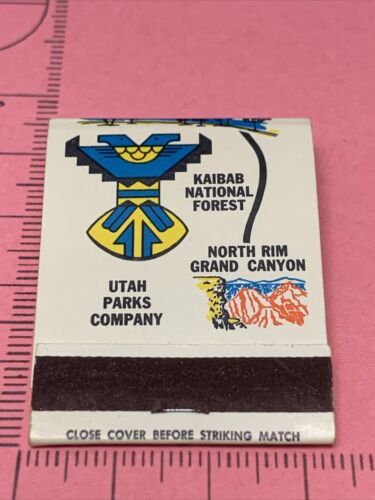 KAIBAB
NATIONAL
FOREST
NORTH RIM
GRAND CANYON
UTAH
PARKS
COMPANY
CLOSE COVER BEFORE STRIKING MATCH